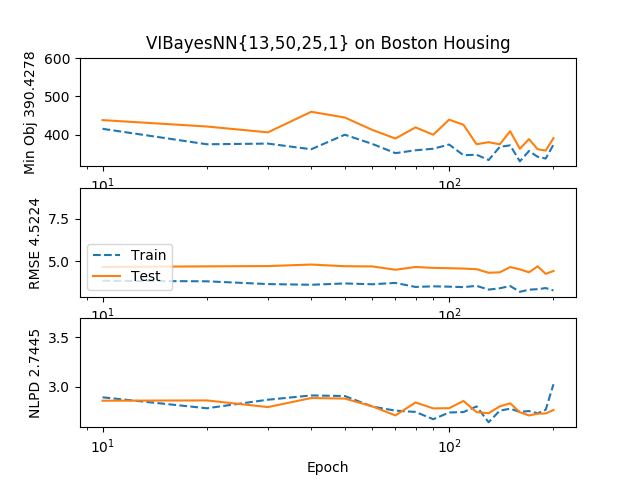 VIBayesNN{13,50,25,1} on Boston Housing
Min Obj 390.4278
600
500
400
10¹
10²
RMSE 4.5224
7.5
5.0
Train
Test
10¹
10²
NLPD 2.7445
3.5
3.0
10¹
10²
Epoch